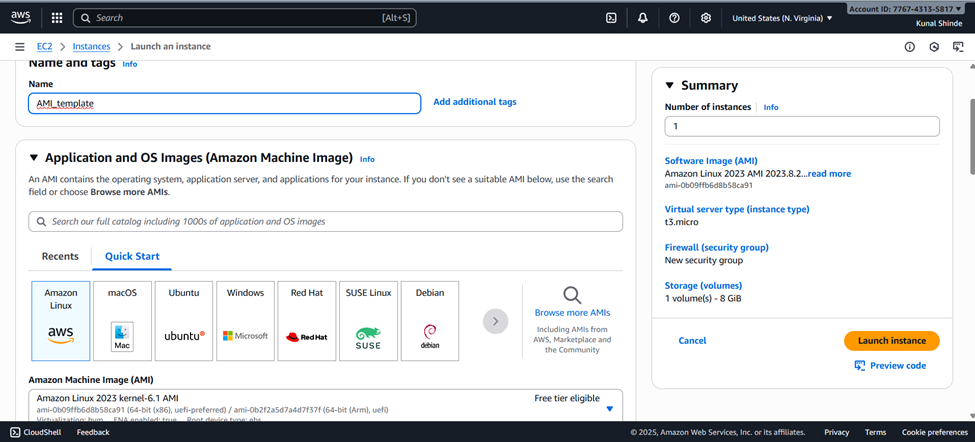 aws
Search
[Alt+S]
United States (N. Virginia)
Account ID: 7767-4313-5817
Kunal Shinde
EC2
Instances
Launch an instance
Name and tags
Info
Name
AMI_template
Add additional tags
Application and OS Images (Amazon Machine Image)
Info
An AMI contains the operating system, application server, and applications for your instance. If you don't see a suitable AMI below, use the search
field or choose Browse more AMIs.
Search our full catalog including 1000s of application and OS images
Recents
Quick Start
Amazon
Linux
aws
macOS
Mac
Ubuntu
ubuntu
Windows
Microsoft
Red Hat
Red Hat
SUSE Linux
SUSE
Debian
debian
Browse more AMIs
Including AMIs from
AWS, Marketplace and
the Community
Amazon Machine Image (AMI)
Amazon Linux 2023 kernel-6.1 AMI
Free tier eligible
ami-0b09ffb6d8b58ca91 (64-bit (x86), uefi-preferred) / ami-0b2f2a5d7a4d7f37f (64-bit (Arm), uefi)
Virtualization: hvm ENA enabled: true Root device type: ebs
Summary
Number of instances
Info
1
Software Image (AMI)
Amazon Linux 2023 AMI 2023.8.2...read more
ami-0b09ffb6d8b58ca91
Virtual server type (instance type)
t3.micro
Firewall (security group)
New security group
Storage (volumes)
1 volume(s) - 8 GiB
Cancel
Launch instance
Preview code
CloudShell
Feedback
© 2025, Amazon Web Services, Inc. or its affiliates.
Privacy
Terms
Cookie preferences